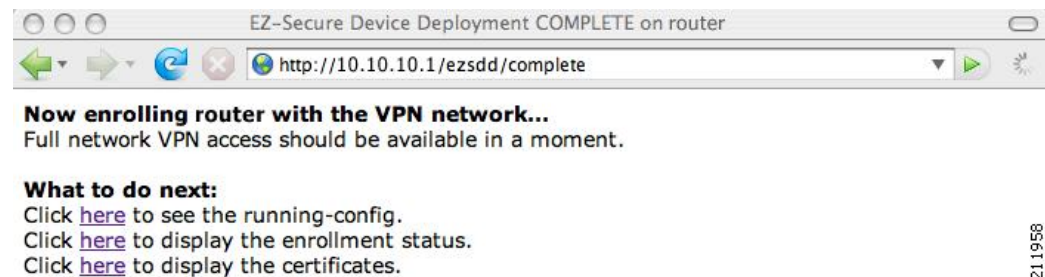 EZ-Secure Device Deployment COMPLETE on router
http://10.10.10.1/ezsdd/complete
Now enrolling router with the VPN network...
Full network VPN access should be available in a moment.
What to do next:
Click here to see the running-config.
Click here to display the enrollment status.
Click here to display the certificates.
211958